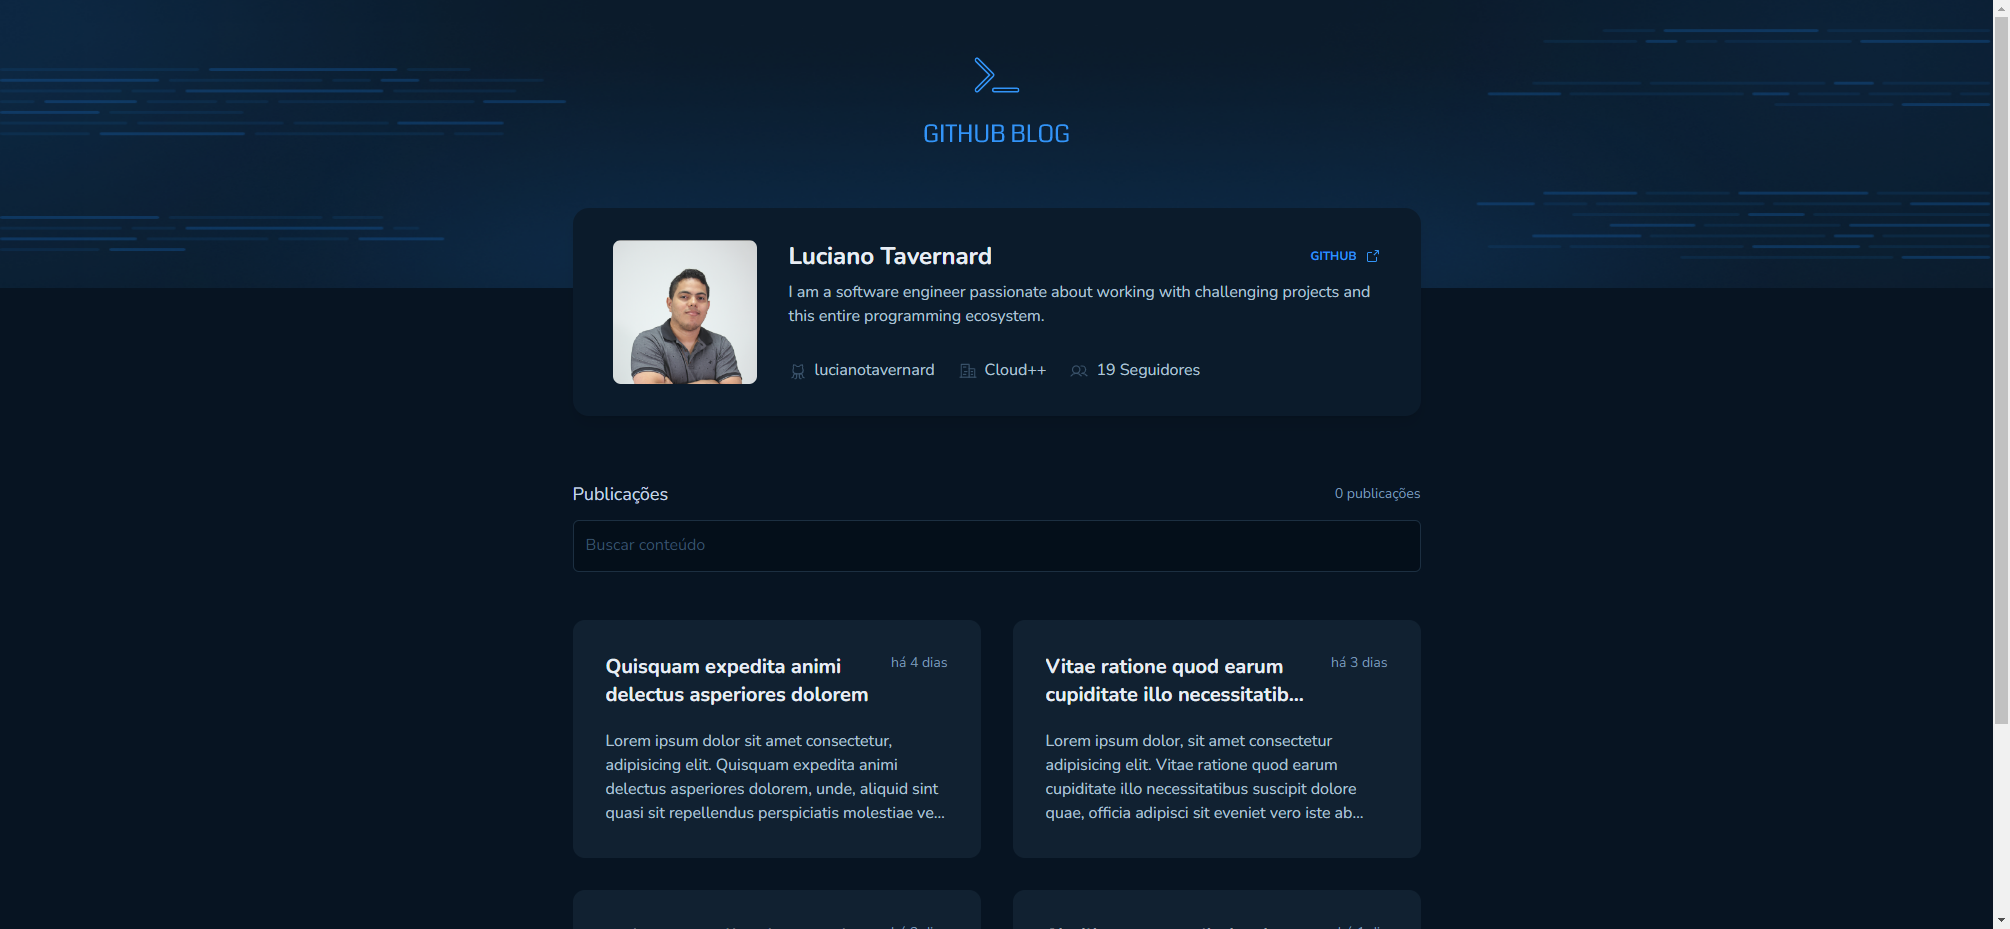 GITHUB BLOG
Luciano Tavernard
GITHUB
I am a software engineer passionate about working with challenging projects and
this entire programming ecosystem.
lucianotavernard
Cloud++
19 Seguidores
Publicações
0 publicações
Buscar conteúdo
Quisquam expedita animi
delectus asperiores dolorem
há 4 dias
Lorem ipsum dolor sit amet consectetur,
adipisicing elit. Quisquam expedita animi
delectus asperiores dolorem, unde, aliquid sint
quasi sit repellendus perspiciatis molestiae ve...
Vitae ratione quod earum
cupiditate illo necessitatib...
há 3 dias
Lorem ipsum dolor, sit amet consectetur
adipisicing elit. Vitae ratione quod earum
cupiditate illo necessitatibus suscipit dolore
quae, officia adipisci sit eveniet vero iste ab...